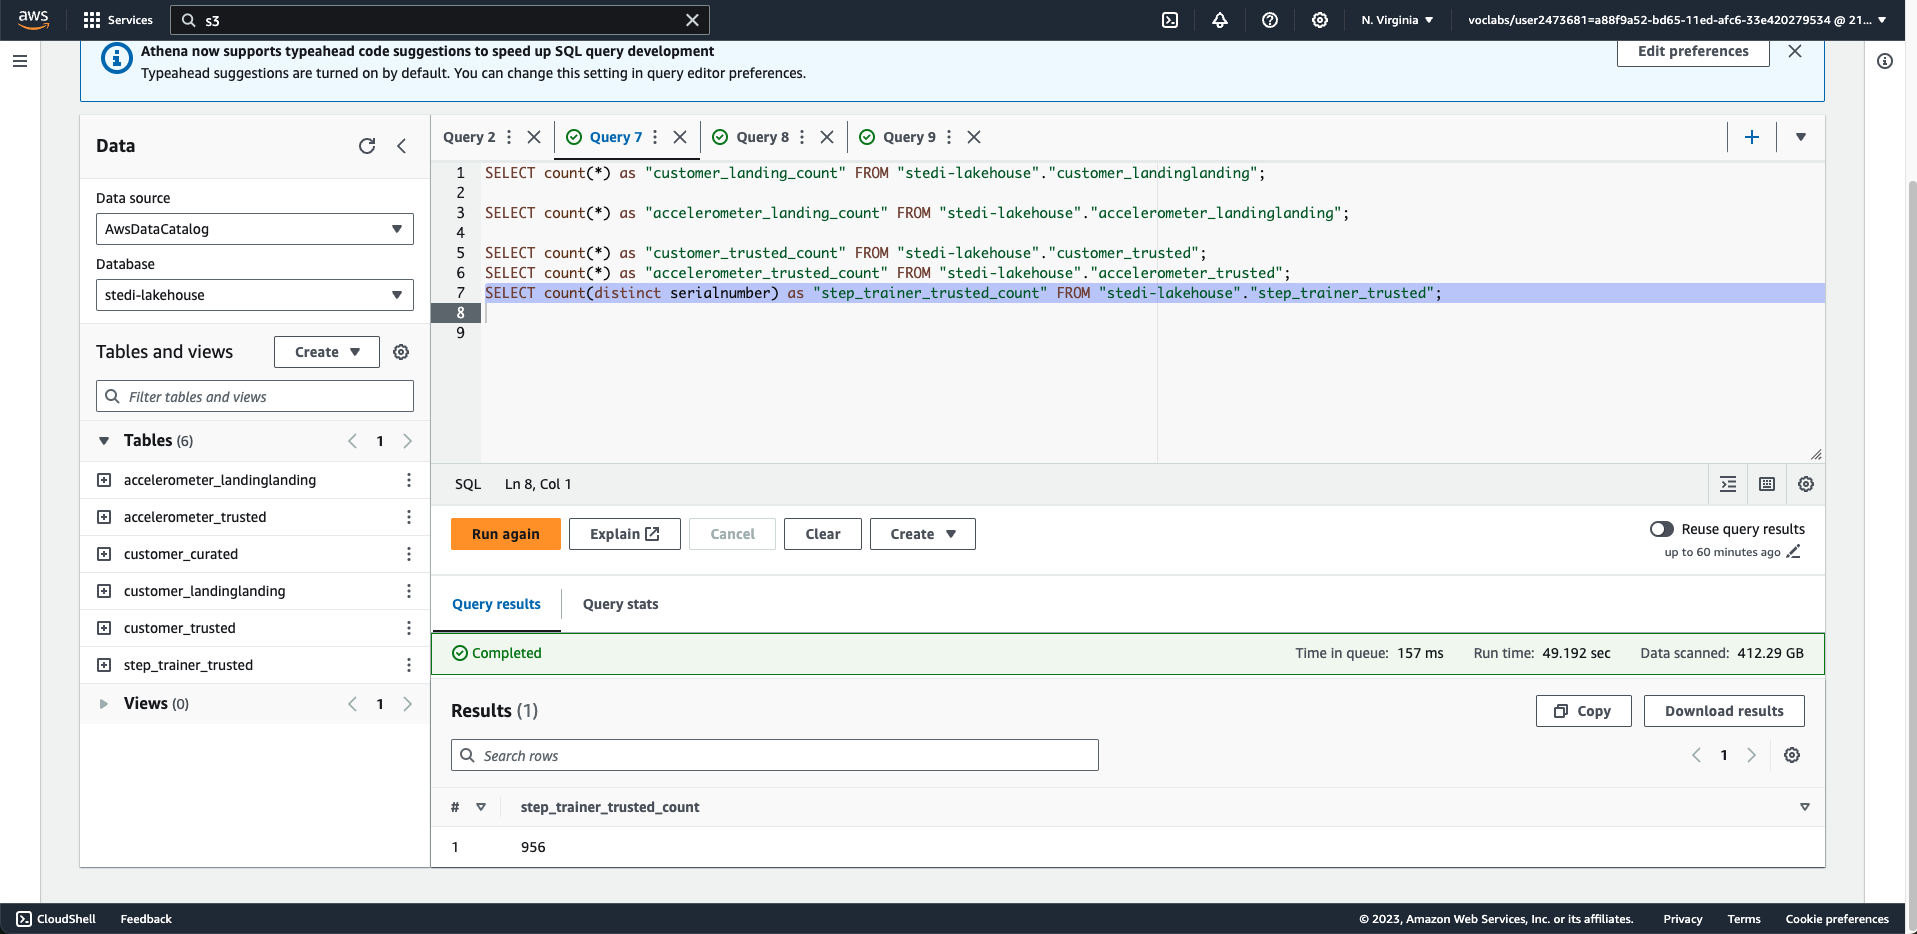 aws
Services
s3
N. Virginia
voclabs/user2473681=a88f9a52-bd65-11ed-afc6-33e420279534 @ 21...
Athena now supports typeahead code suggestions to speed up SQL query development
Typeahead suggestions are turned on by default. You can change this setting in query editor preferences.
Edit preferences
Data
Data source
AwsDataCatalog
Database
stedi-lakehouse
Tables and views
Create
Filter tables and views
Tables (6)
1
accelerometer_landinglanding
accelerometer_trusted
customer_curated
customer_landinglanding
customer_trusted
step_trainer_trusted
Views (0)
1
Query 2
Query 7
Query 8
Query 9
1 SELECT count(*) as "customer_landing_count" FROM "stedi-lakehouse"."customer_landinglanding";
2
3 SELECT count(*) as "accelerometer_landing_count" FROM "stedi-lakehouse"."accelerometer_landinglanding";
4
5 SELECT count(*) as "customer_trusted_count" FROM "stedi-lakehouse"."customer_trusted";
6 SELECT count(*) as "accelerometer_trusted_count" FROM "stedi-lakehouse"."accelerometer_trusted";
7 SELECT count(distinct serialnumber) as "step_trainer_trusted_count" FROM "stedi-lakehouse"."step_trainer_trusted";
8
9
SQL Ln 8, Col 1
Run again
Explain
Cancel
Clear
Create
Reuse query results
up to 60 minutes ago
Query results
Query stats
Completed
Time in queue: 157 ms
Run time: 49.192 sec
Data scanned: 412.29 GB
Results (1)
Copy
Download results
Search rows
1
# step_trainer_trusted_count
1 956
CloudShell
Feedback
© 2023, Amazon Web Services, Inc. or its affiliates.
Privacy
Terms
Cookie preferences